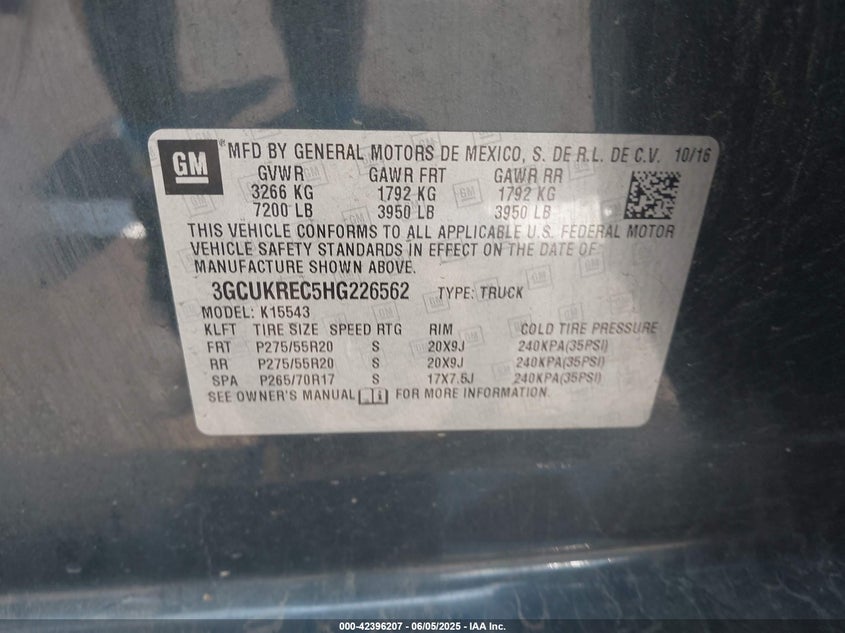 GM ® MFD BY GENERAL MOTORS DE MEXICO, S. DE R.L. DE C.V. 10/16
GVWR GAWR FRT GAWR RR
3266 KG 1792 KG 1792 KG
7200 LB 3950 LB 3950 LB
THIS VEHICLE CONFORMS TO ALL APPLICABLE U.S. FEDERAL MOTOR
VEHICLE SAFETY STANDARDS IN EFFECT ON THE DATE OF
MANUFACTURE SHOWN ABOVE.
3GCUKREC5HG226562 TYPE: TRUCK
MODEL: K15543
KLFT TIRE SIZE SPEED RTG RIM COLD TIRE PRESSURE
FRT P275/55R20 S 20X9J 240KPA(35PSI)
RR P275/55R20 S 20X9J 240KPA(35PSI)
SPA P265/70R17 S 17X7.5J 240KPA(35PSI)
SEE OWNER'S MANUAL i FOR MORE INFORMATION.
000-42396207 - 06/05/2025 - IAA Inc.